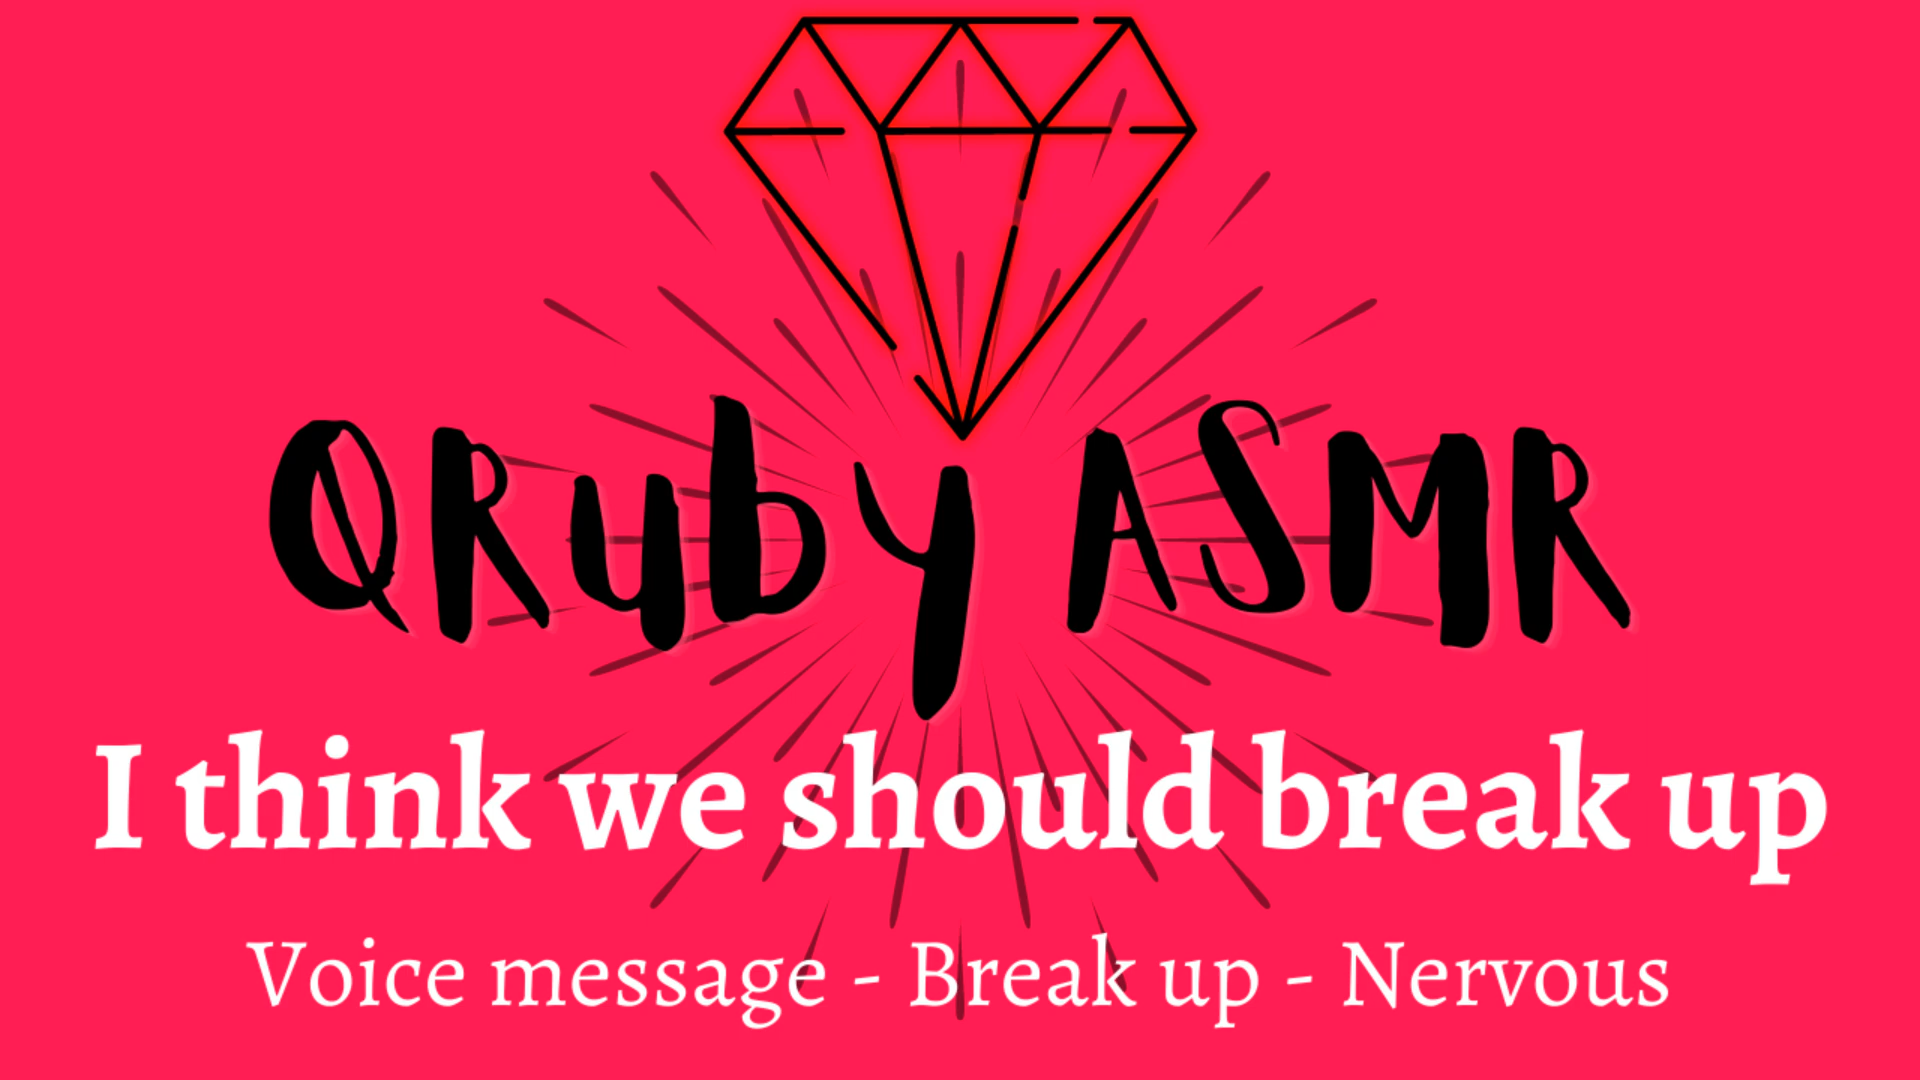 QRuby ASMR
I think we should break up
Voice message - Break up - Nervous